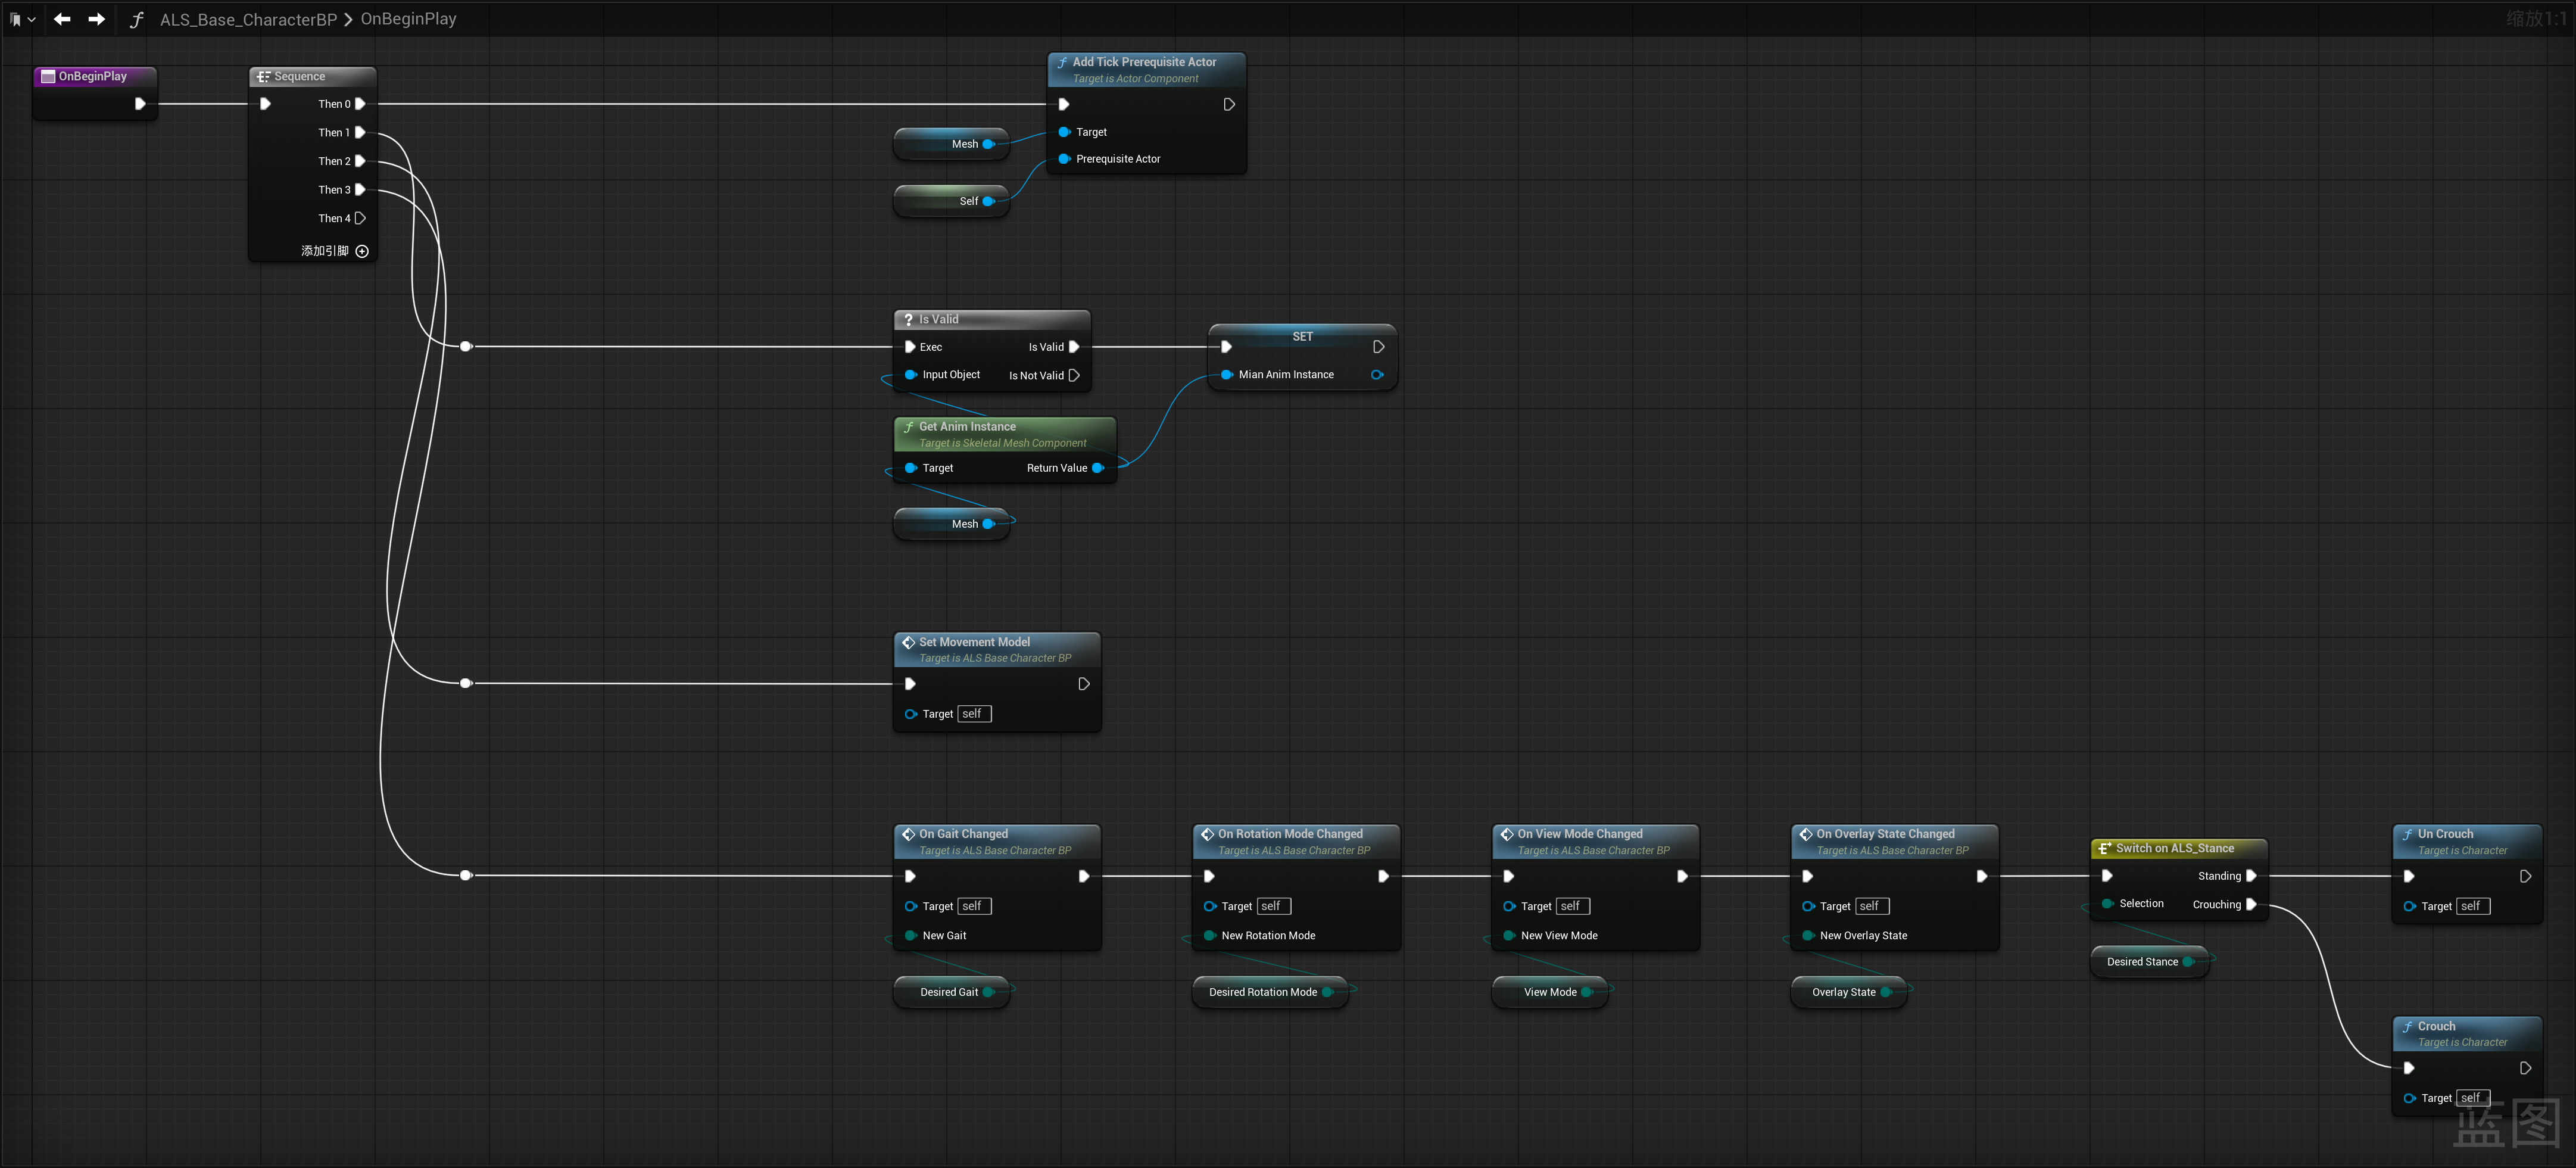 ALS_Base_CharacterBP > OnBeginPlay
缩放1:1
OnBeginPlay
Sequence
Then 0
Then 1
Then 2
Then 3
Then 4
添加引脚
Add Tick Prerequisite Actor
Target is Actor Component
Target
Prerequisite Actor
Mesh
Self
Is Valid
Exec
Is Valid
Input Object
Is Not Valid
SET
Mian Anim Instance
Get Anim Instance
Target is Skeletal Mesh Component
Target
Return Value
Mesh
Set Movement Model
Target is ALS Base Character BP
Target self
On Gait Changed
Target is ALS Base Character BP
Target self
New Gait
Desired Gait
On Rotation Mode Changed
Target is ALS Base Character BP
Target self
New Rotation Mode
Desired Rotation Mode
On View Mode Changed
Target is ALS Base Character BP
Target self
New View Mode
View Mode
On Overlay State Changed
Target is ALS Base Character BP
Target self
New Overlay State
Overlay State
Switch on ALS_Stance
Standing
Selection
Crouching
Desired Stance
Un Crouch
Target is Character
Target self
Crouch
Target is Character
Target self
蓝图